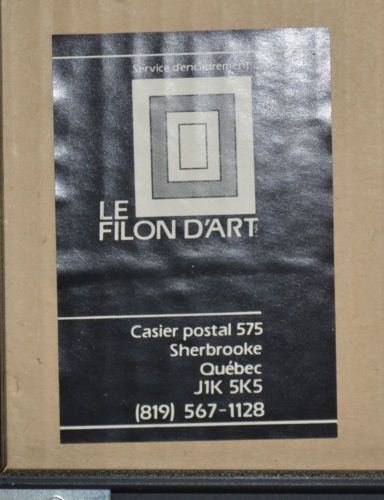 Service d'encadrement
LE
FILON D'ART
Casier postal 575
Sherbrooke
Québec
J1K 5K5
(819) 567-1128